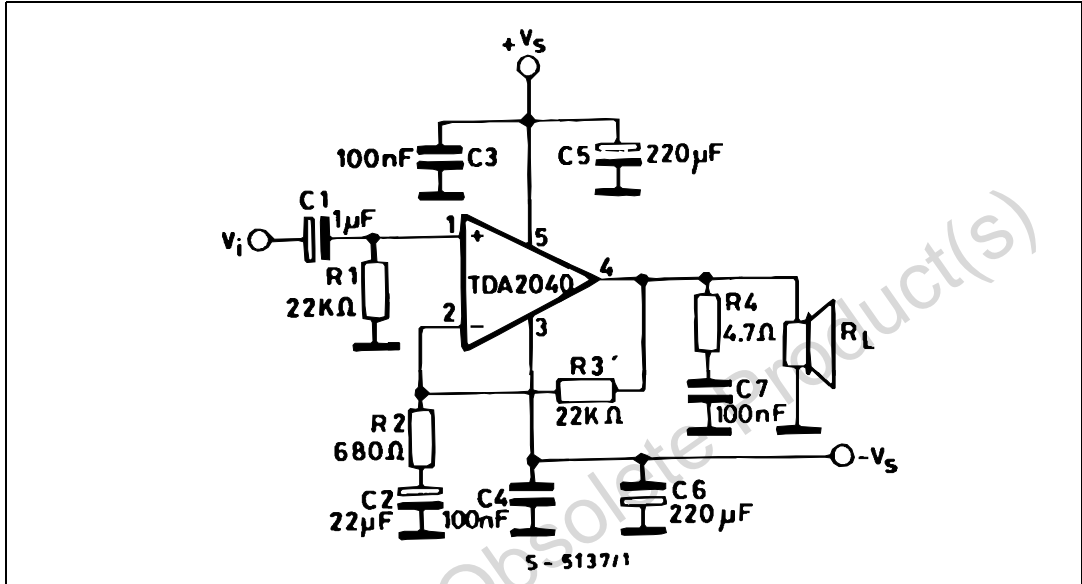 +Vs
100nF
C3
C5
220µF
C1
1µF
Vi
R1
22KΩ
1
+
5
TDA2040
4
2
−
3
R4
4.7Ω
RL
R3
22KΩ
C7
100nF
R2
680Ω
-Vs
C2
22µF
C4
100nF
C6
220µF
S - 5137/1
Obsolete Product(s)